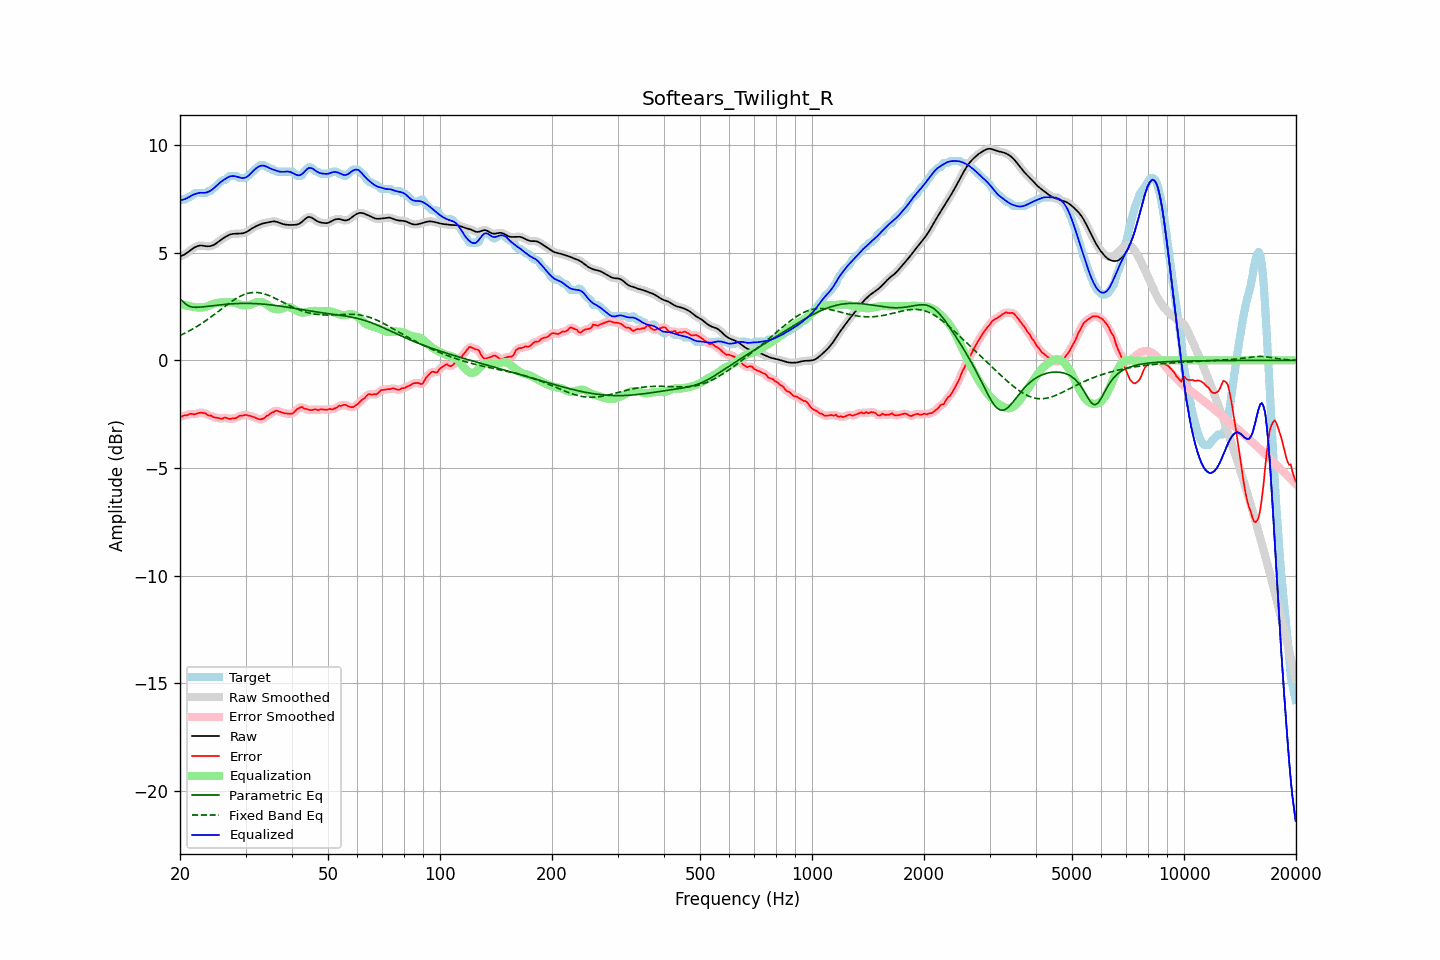 Softears_Twilight_R
10
5
0
−5
−10
−15
−20
Amplitude (dBr)
Target
Raw Smoothed
Error Smoothed
Raw
Error
Equalization
Parametric Eq
Fixed Band Eq
Equalized
20 50 100 200 500 1000 2000 5000 10000 20000
Frequency (Hz)